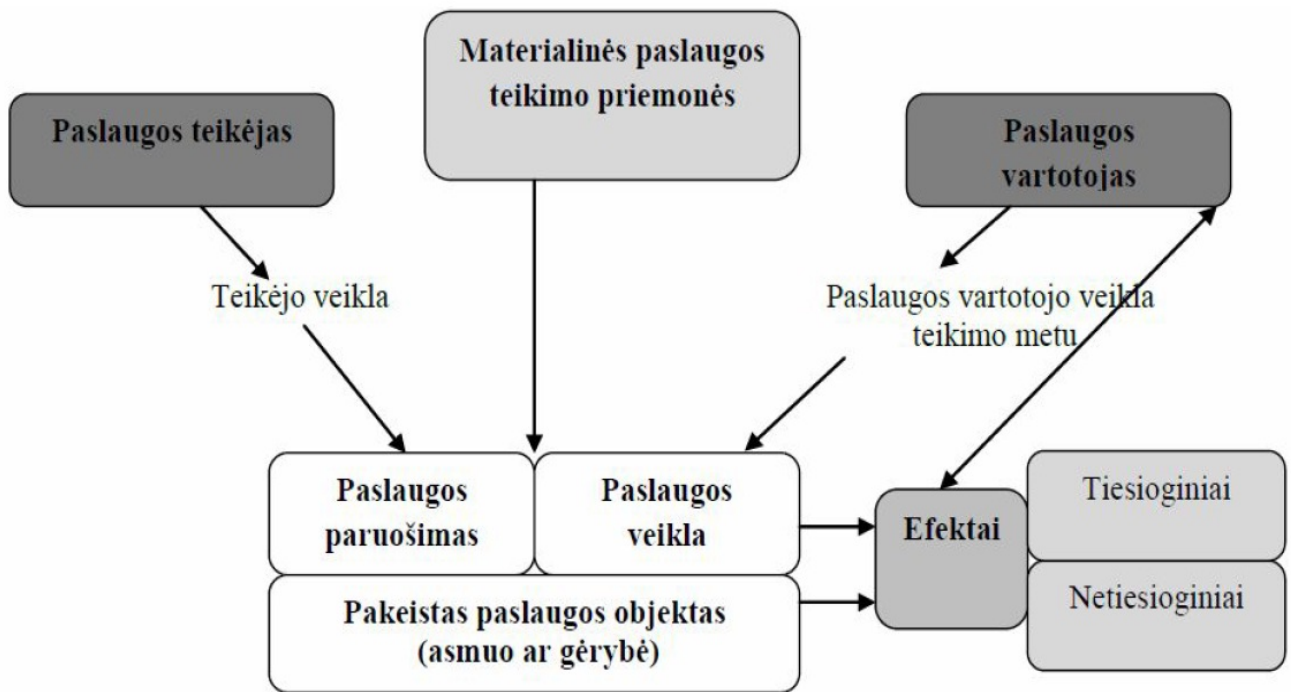 Materialinės paslaugos
teikimo priemonės
Paslaugos teikėjas
Paslaugos
vartotojas
Teikėjo veikla
Paslaugos vartotojo veikla
teikimo metu
Paslaugos
paruošimas
Paslaugos
veikla
Efektai
Tiesioginiai
Netiesioginiai
Pakeistas paslaugos objektas
(asmuo ar gėrybė)